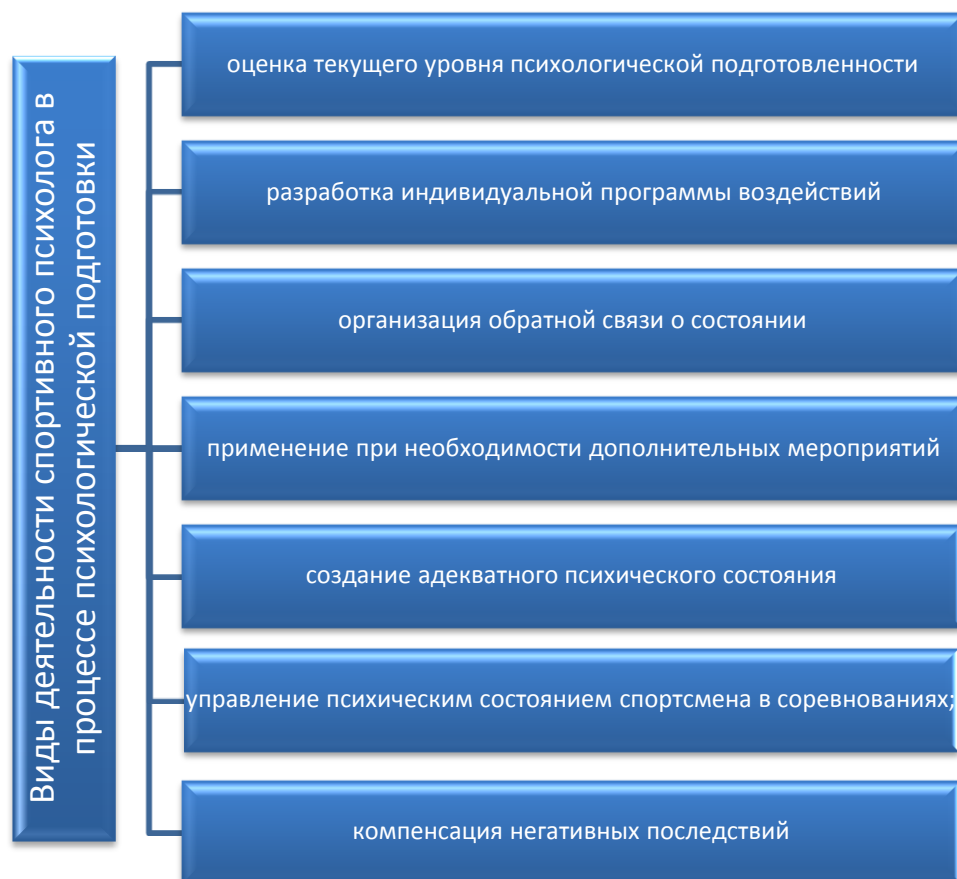 Виды деятельности спортивного психолога в
процессе психологической подготовки
оценка текущего уровня психологической подготовленности
разработка индивидуальной программы воздействий
организация обратной связи о состоянии
применение при необходимости дополнительных мероприятий
создание адекватного психического состояния
управление психическим состоянием спортсмена в соревнованиях;
компенсация негативных последствий